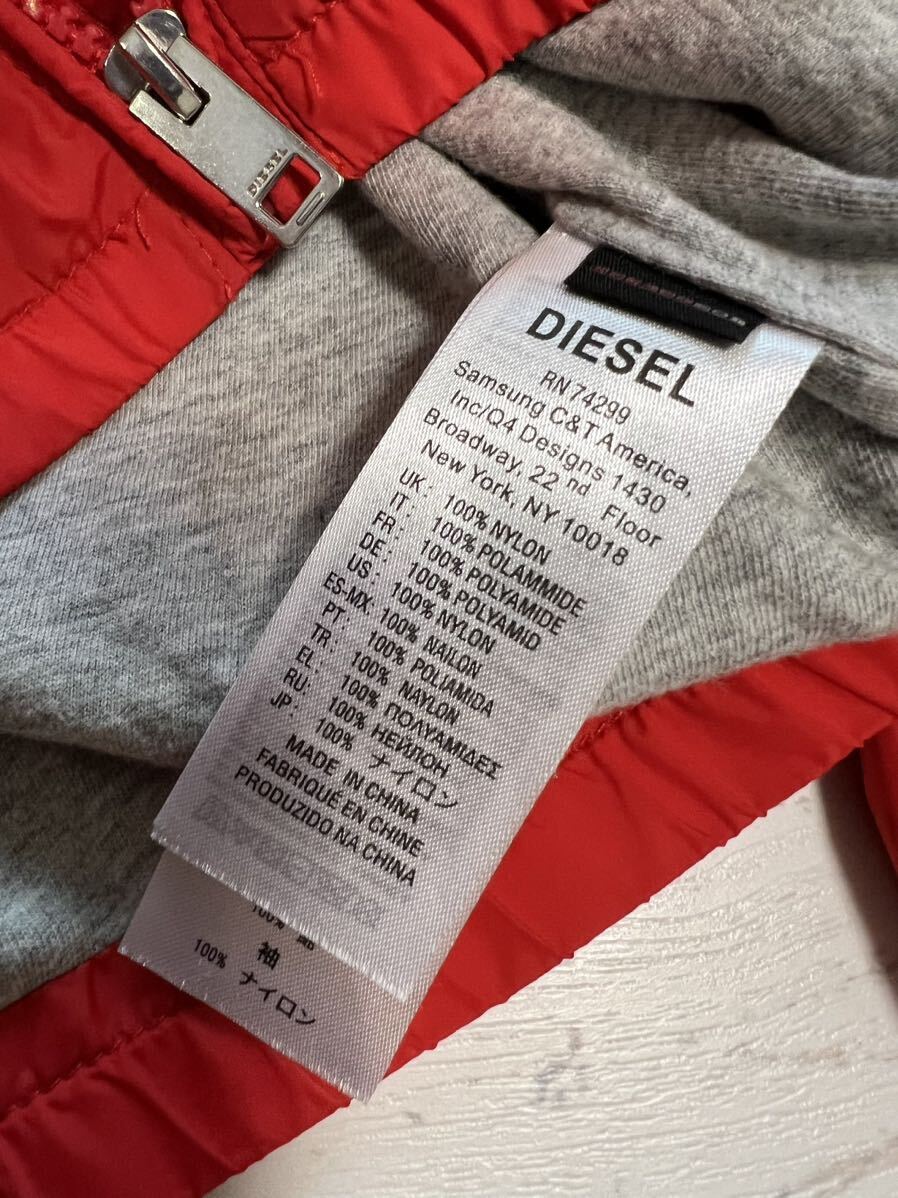 DIESEL
DIESEL
RN74299
Samsung C&T America,
Inc/Q4 Designs 1430
Broadway, 22 nd Floor
New York, NY 10018
UK: 100% NYLON
IT: 100% POLAMMIDE
FR: 100% POLYAMIDE
DE: 100% POLYAMID
US: 100% NYLON
ES-MX: 100% NAILON
PT: 100% POLIAMIDA
TR: 100% NAYLON
EL: 100% ΠΟΛΥΑΜΙΔΕΣ
RU: 100% НЕЙЛОН
JP: 100% ナイロン
MADE IN CHINA
FABRIQUÉ EN CHINE
PRODUZIDO NA CHINA
100%
袖
100% ナイロン